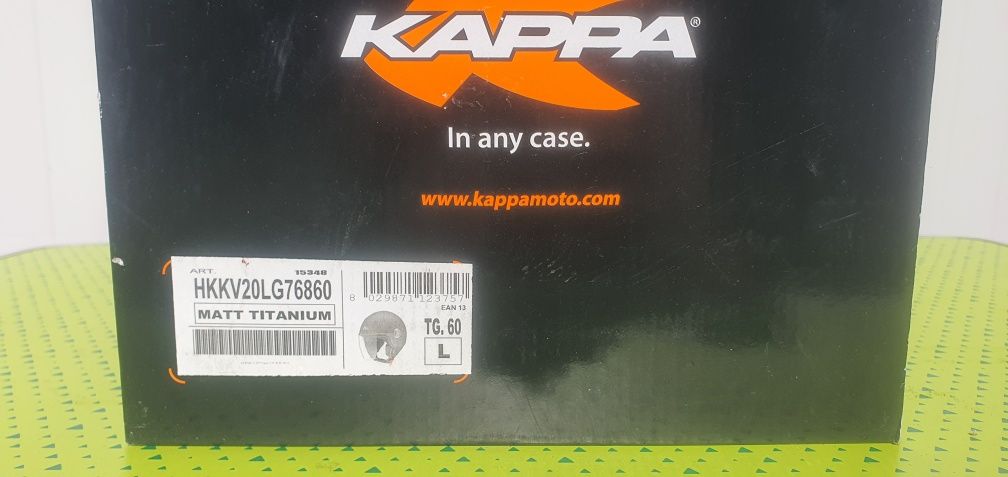 KAPPA®
In any case.
www.kappamoto.com
ART. 15348
HKKV20LG76860
MATT TITANIUM
8 029871 123757
EAN 13
TG. 60
L